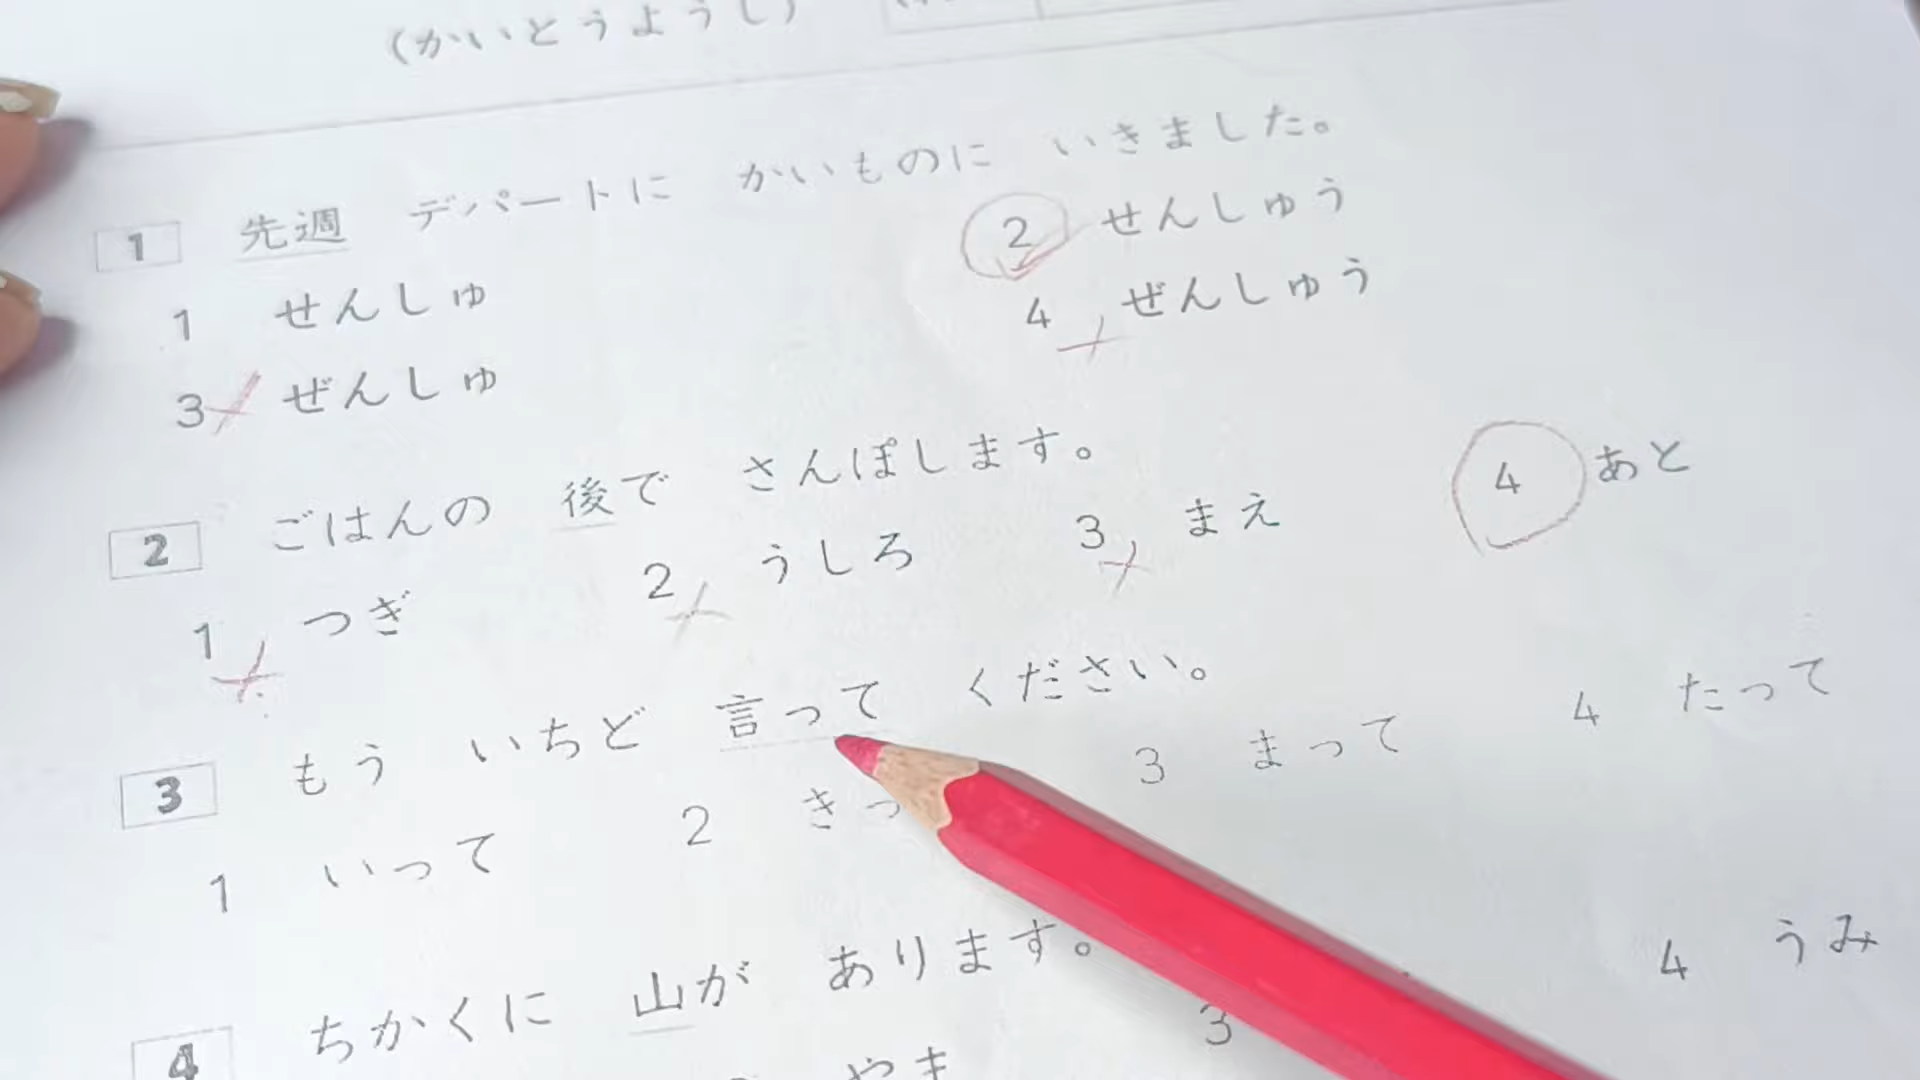 (かいとうようし)
1 先週 デパートに かいものに いきました。
1 せんしゅ 2 せんしゅう
3 ぜんしゅ 4 ぜんしゅう
2 ごはんの 後で さんぽします。
1 つぎ 2 うしろ 3 まえ 4 あと
3 もう いちど 言って ください。
1 いって 2 きっ 3 まって 4 たって
4 ちかくに 山が あります。
3 4 うみ